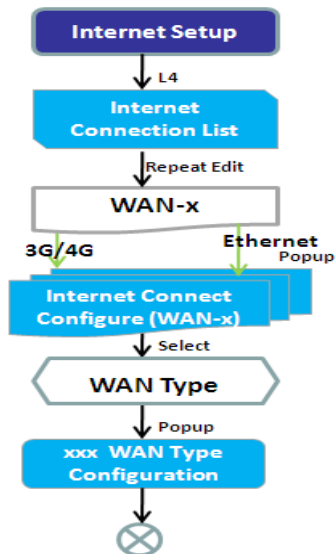 Internet Setup
L4
Internet
Connection List
Repeat Edit
WAN-x
3G/4G
Ethernet
Popup
Internet Connect
Configure (WAN-x)
Select
WAN Type
Popup
xxx WAN Type
Configuration